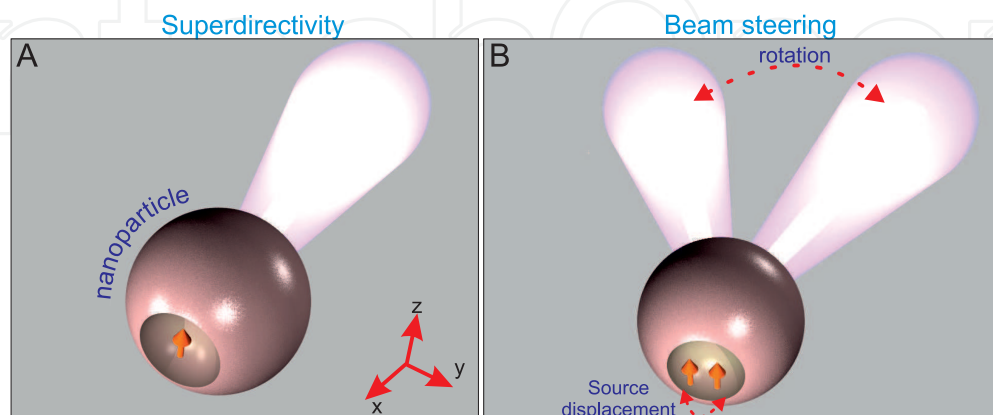 Superdirectivity
Beam steering
A
B
rotation
nanoparticle
z
y
x
Source
displacement